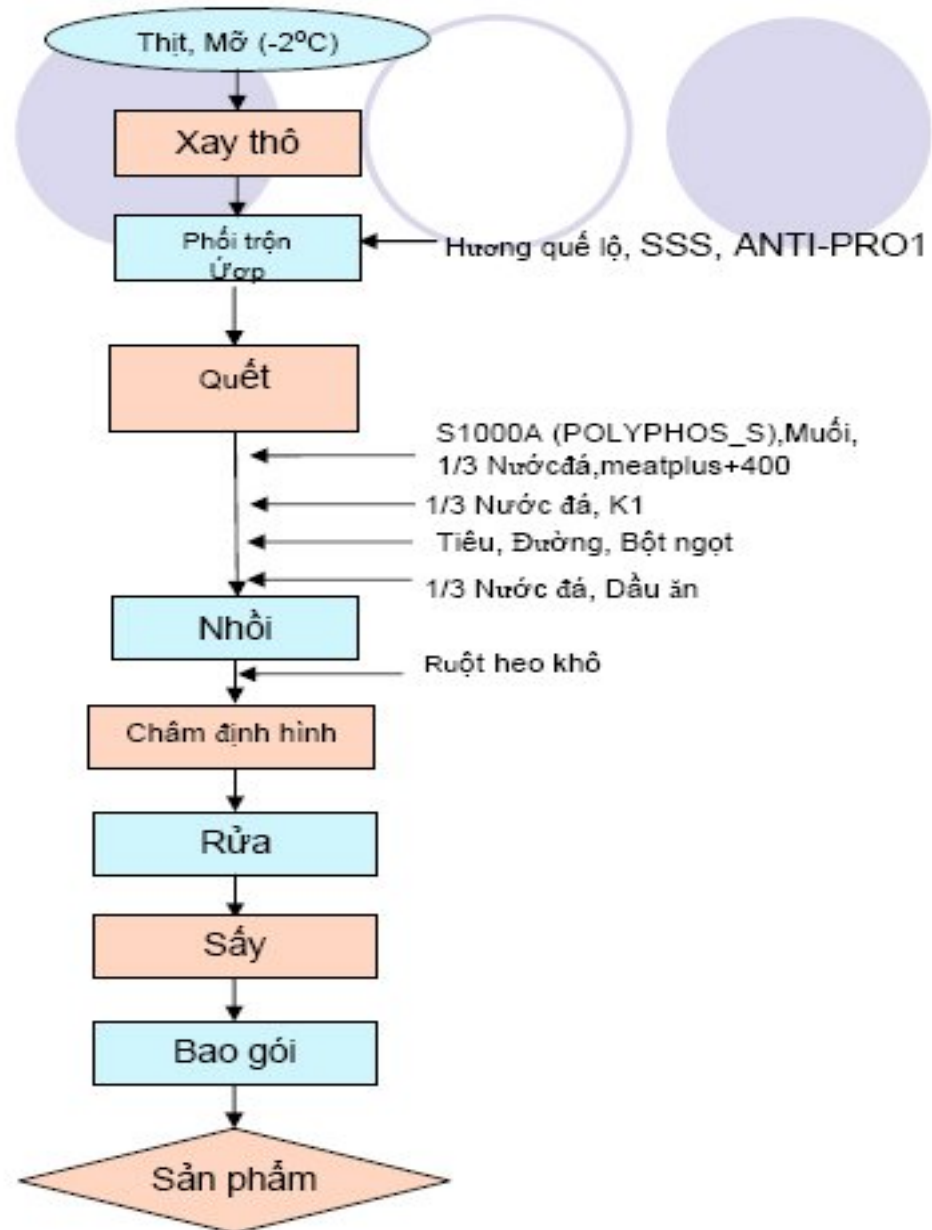 Thịt, Mỡ (-2ºC)
Xay thô
Phối trộn
Ướp
Hương quế lộ, SSS, ANTI-PRO1
Quết
S1000A (POLYPHOS_S),Muối,
1/3 Nướcđá,meatplus+400
1/3 Nước đá, K1
Tiêu, Đường, Bột ngọt
1/3 Nước đá, Dầu ăn
Nhồi
Ruột heo khô
Châm định hình
Rửa
Sấy
Bao gói
Sản phẩm